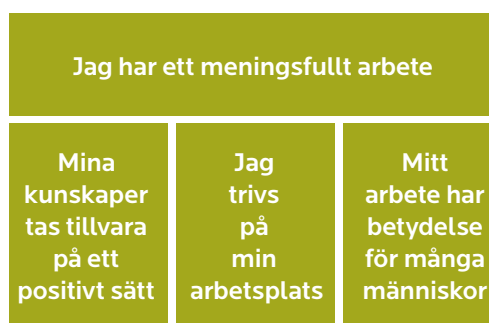 Jag har ett meningsfullt arbete
Mina
kunskaper
tas tillvara
på ett
positivt sätt
Jag
trivs
på
min
arbetsplats
Mitt
arbete har
betydelse
för många
människor